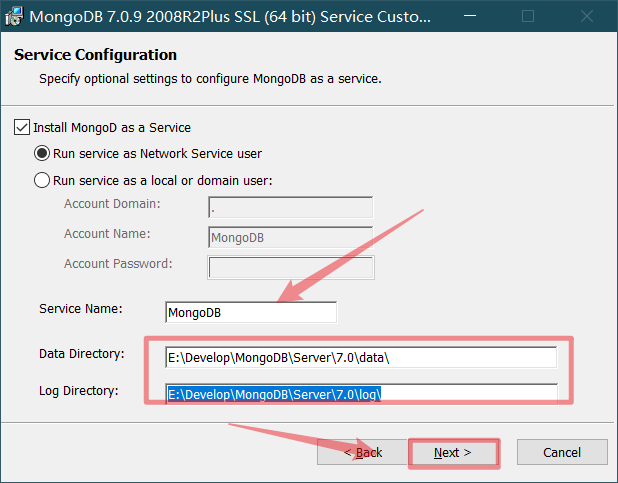 MongoDB 7.0.9 2008R2Plus SSL (64 bit) Service Custo...
Service Configuration
Specify optional settings to configure MongoDB as a service.
Install MongoD as a Service
Run service as Network Service user
Run service as a local or domain user:
Account Domain: .
Account Name: MongoDB
Account Password:
Service Name: MongoDB
Data Directory: E:\Develop\MongoDB\Server\7.0\data\
Log Directory: E:\Develop\MongoDB\Server\7.0\log\
< Back Next > Cancel